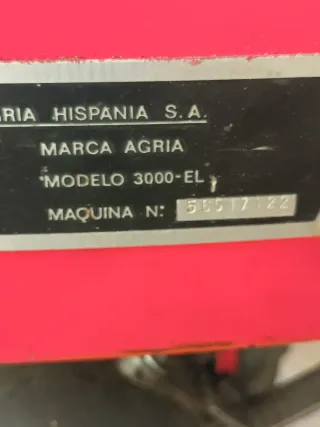 RIA HISPANIA S.A.
MARCA AGRIA
MODELO 3000-EL
MAQUINA N: